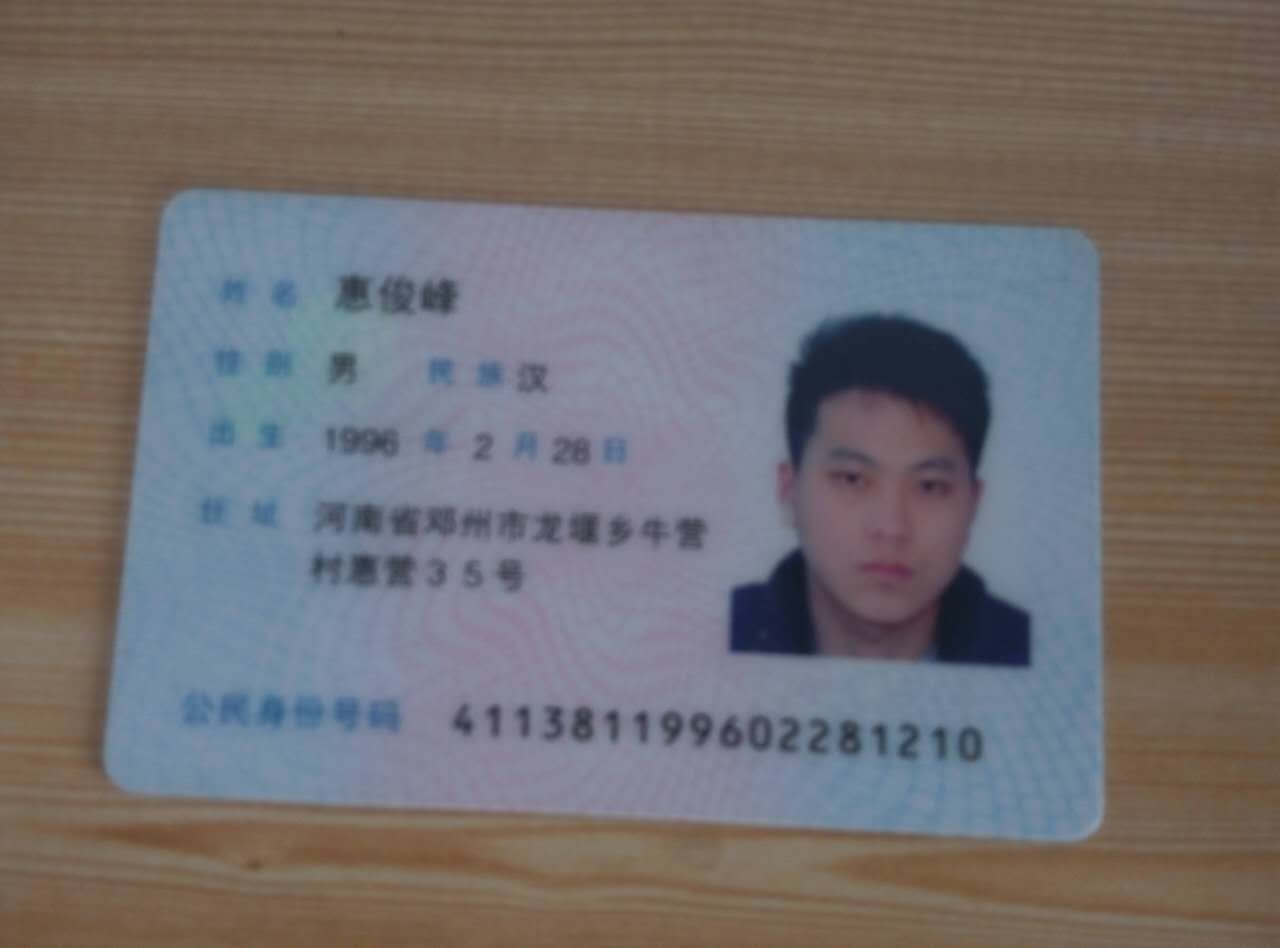 姓名 惠俊峰
性别 男 民族 汉
出生 1996 年 2 月 28 日
住址 河南省邓州市龙堰乡牛营
村惠营35号
公民身份号码 411381199602281210